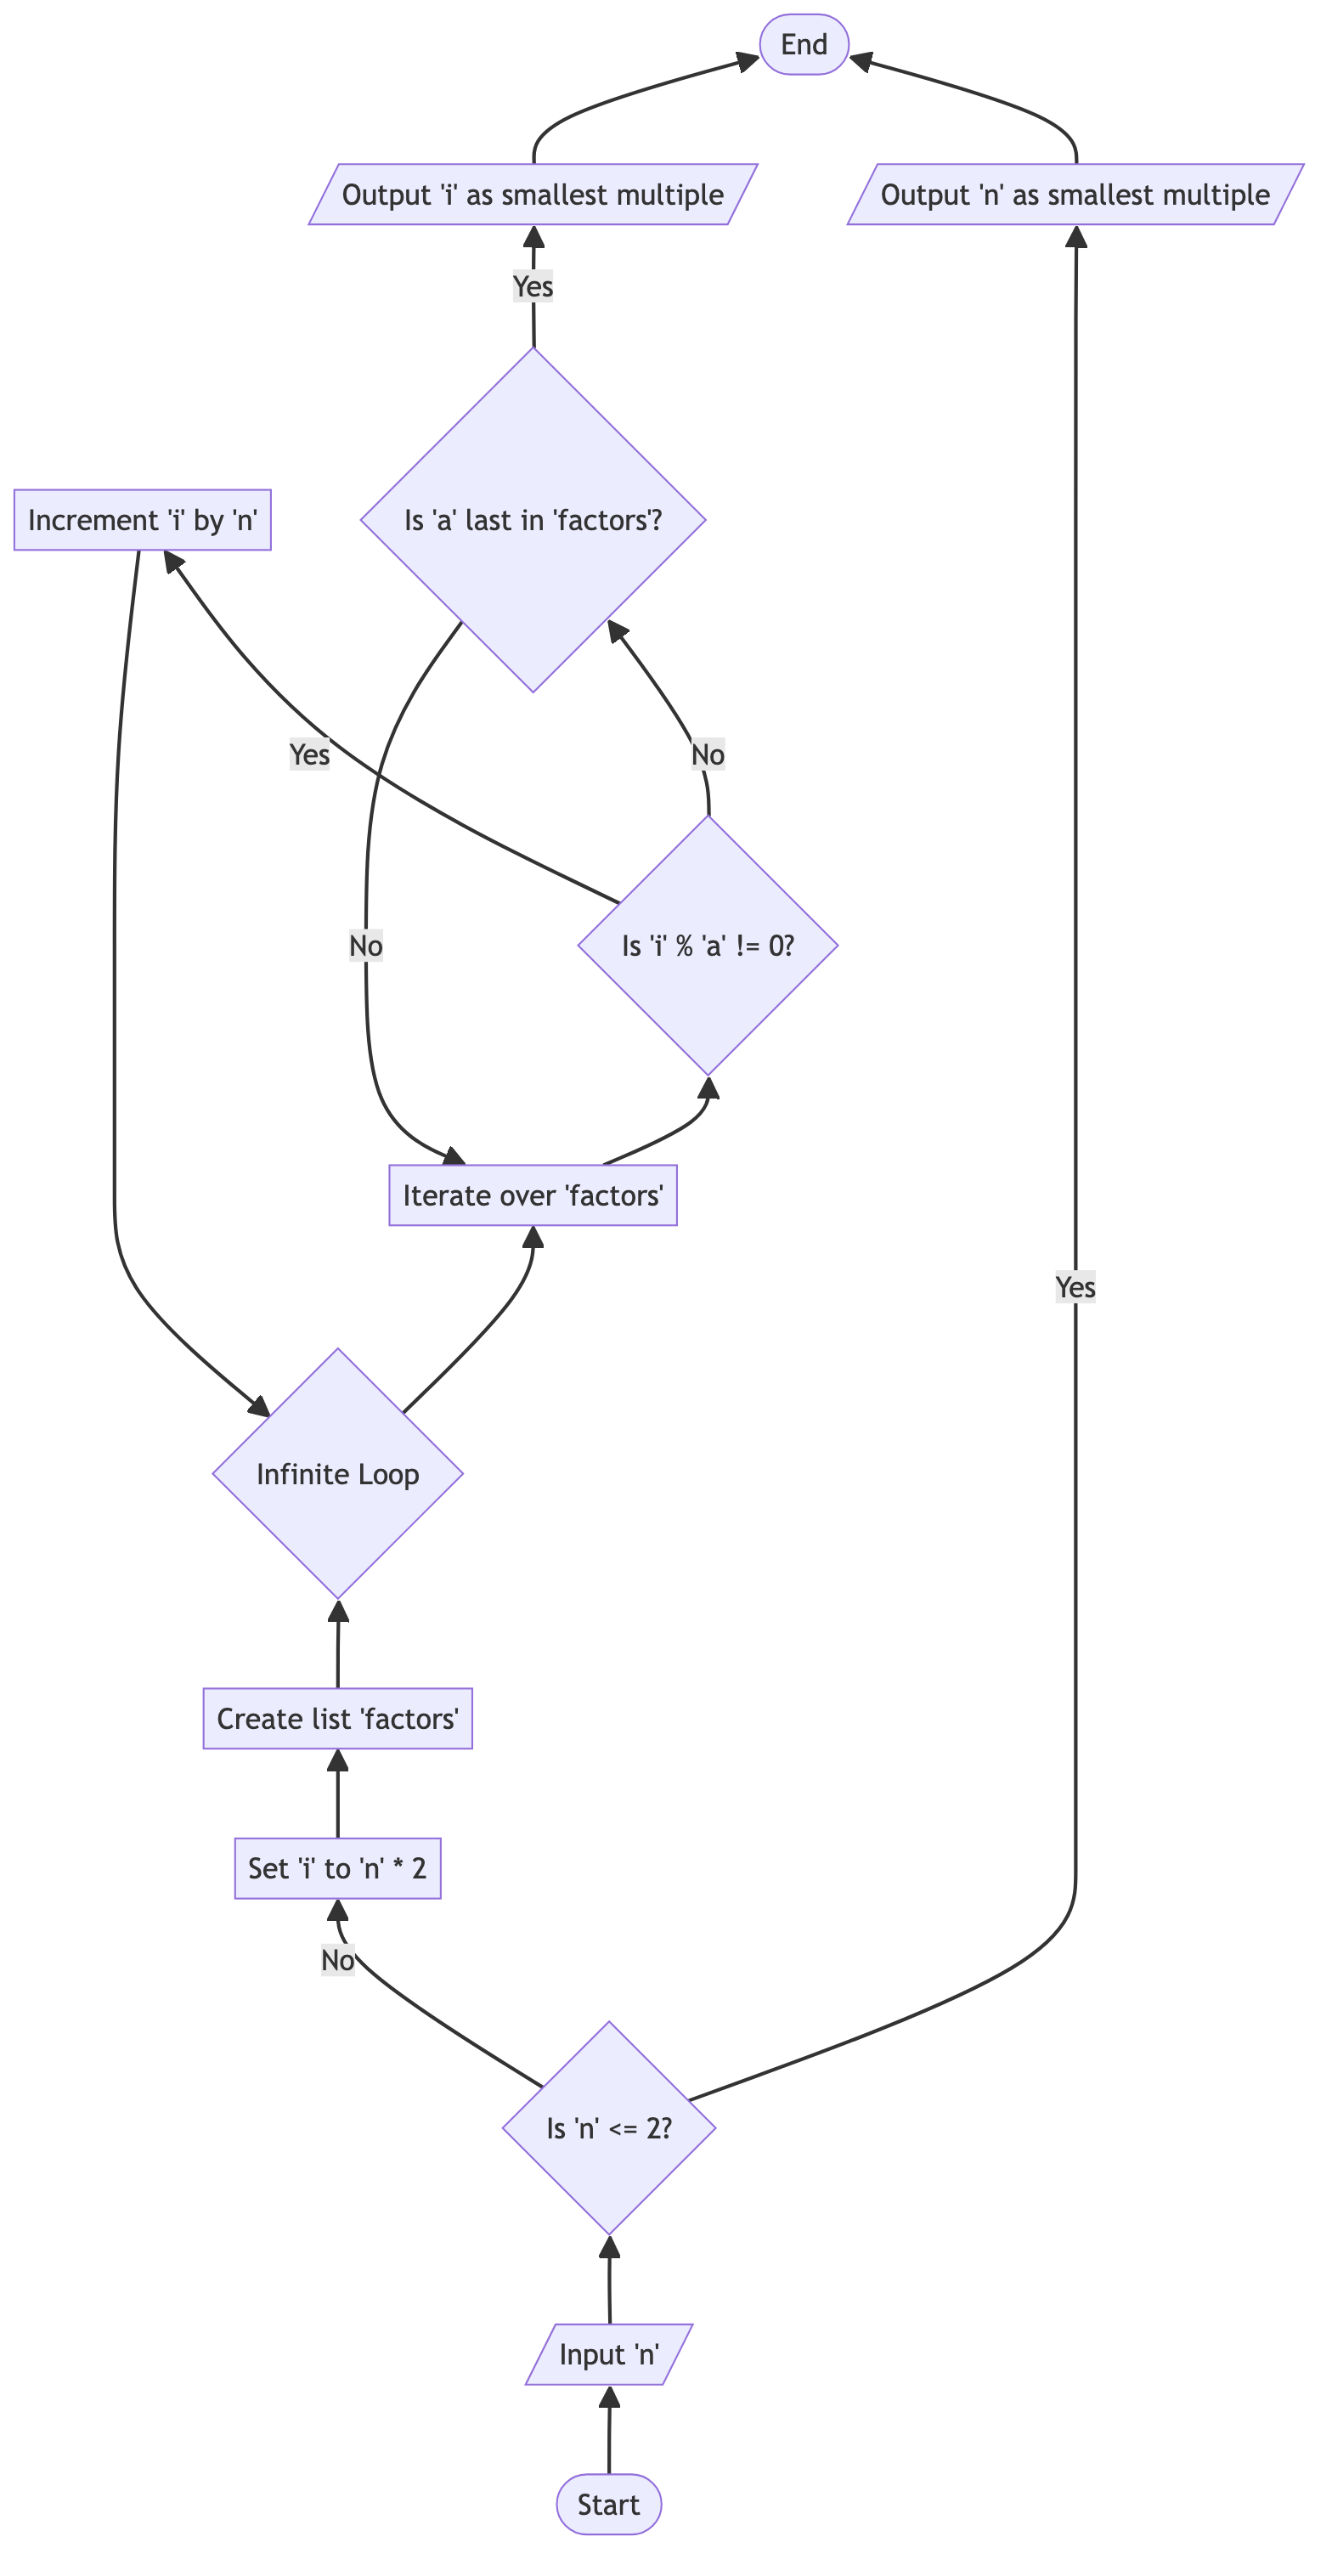 End
Output 'i' as smallest multiple
Output 'n' as smallest multiple
Yes
Increment 'i' by 'n'
Is 'a' last in 'factors'?
Yes
No
No
Is 'i' % 'a' != 0?
Iterate over 'factors'
Yes
Infinite Loop
Create list 'factors'
Set 'i' to 'n' * 2
No
Is 'n' <= 2?
Input 'n'
Start